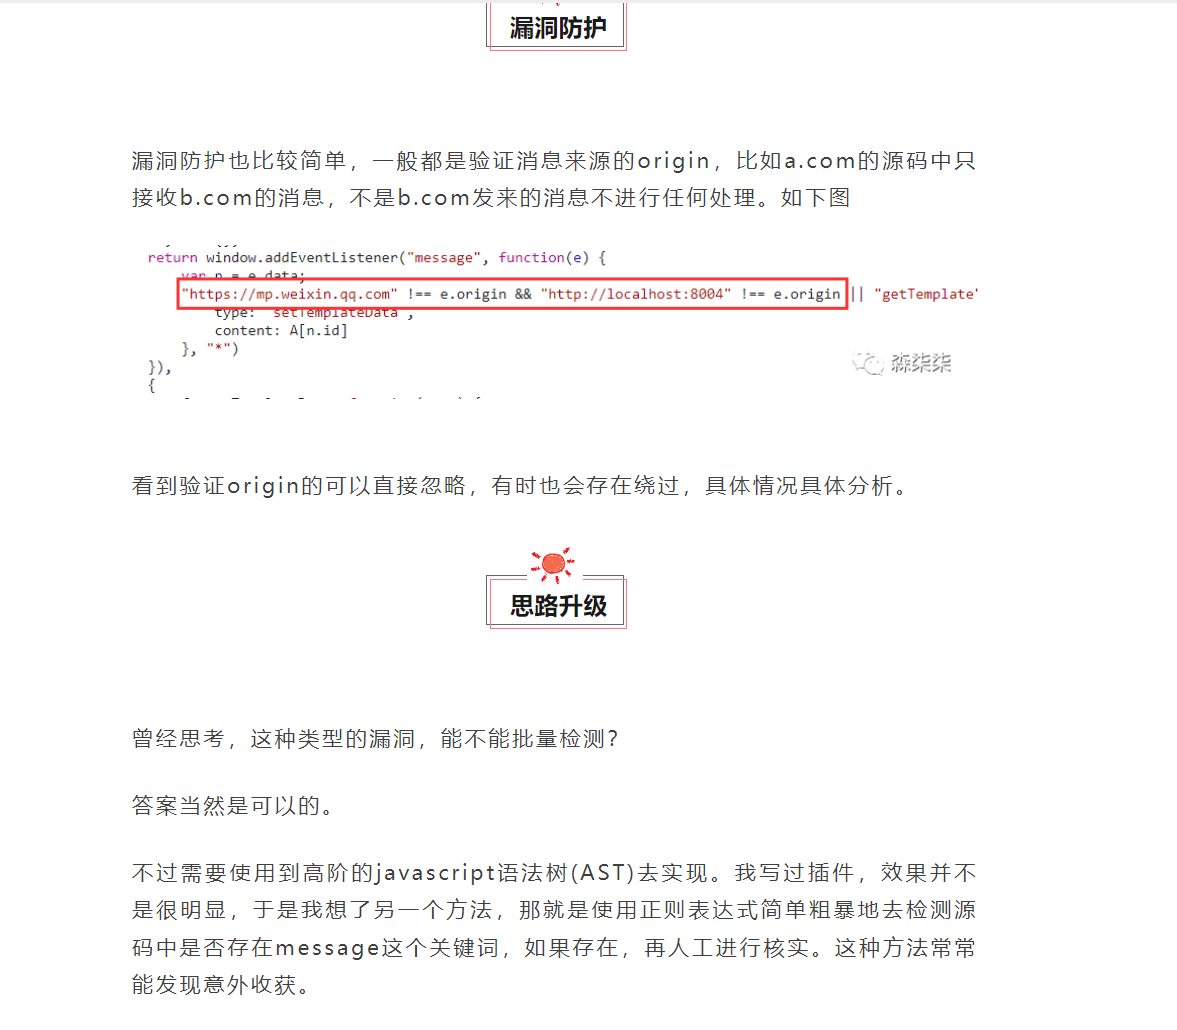 漏洞防护
漏洞防护也比较简单，一般都是验证消息来源的origin，比如a.com的源码中只
接收b.com的消息，不是b.com发来的消息不进行任何处理。如下图
return window.addEventListener("message", function(e) {
var n = e.data;
"https://mp.weixin.qq.com" !== e.origin && "http://localhost:8004" !== e.origin || "getTemplate"
type: "setTemplateData",
content: A[n.id]
}, "*")
}),
{
森柒柒
看到验证origin的可以直接忽略，有时也会存在绕过，具体情况具体分析。
思路升级
曾经思考，这种类型的漏洞，能不能批量检测？
答案当然是可以的。
不过需要使用到高阶的javascript语法树(AST)去实现。我写过插件，效果并不
是很明显，于是我想了另一个方法，那就是使用正则表达式简单粗暴地去检测源
码中是否存在message这个关键词，如果存在，再人工进行核实。这种方法常常
能发现意外收获。